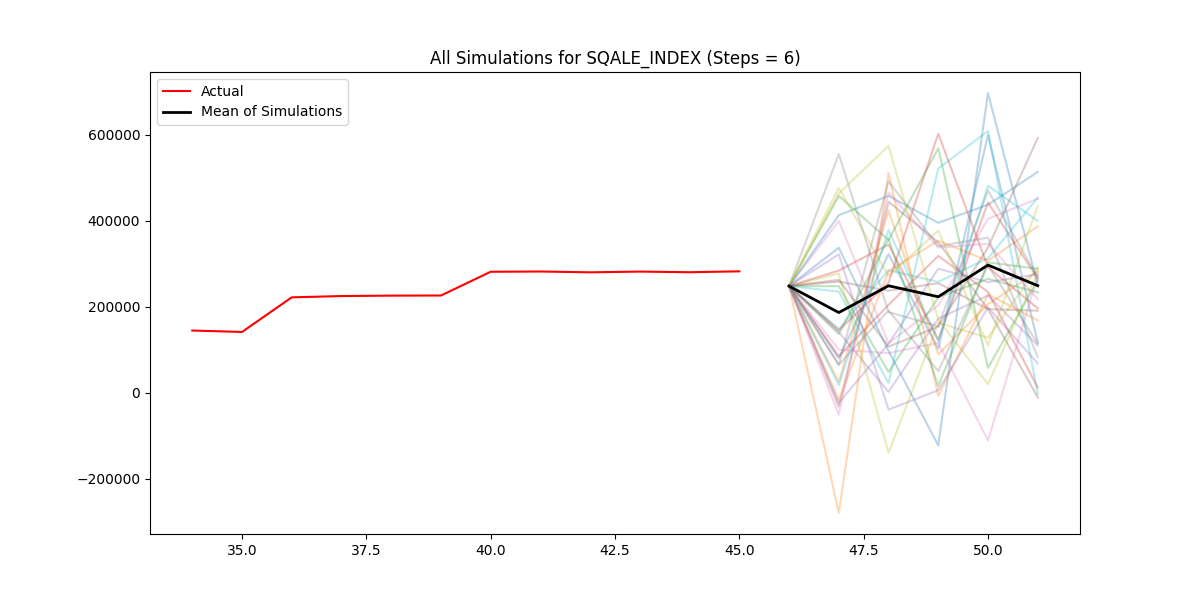 All Simulations for SQALE_INDEX (Steps = 6)
Actual
Mean of Simulations
600000
400000
200000
0
−200000
35.0 37.5 40.0 42.5 45.0 47.5 50.0